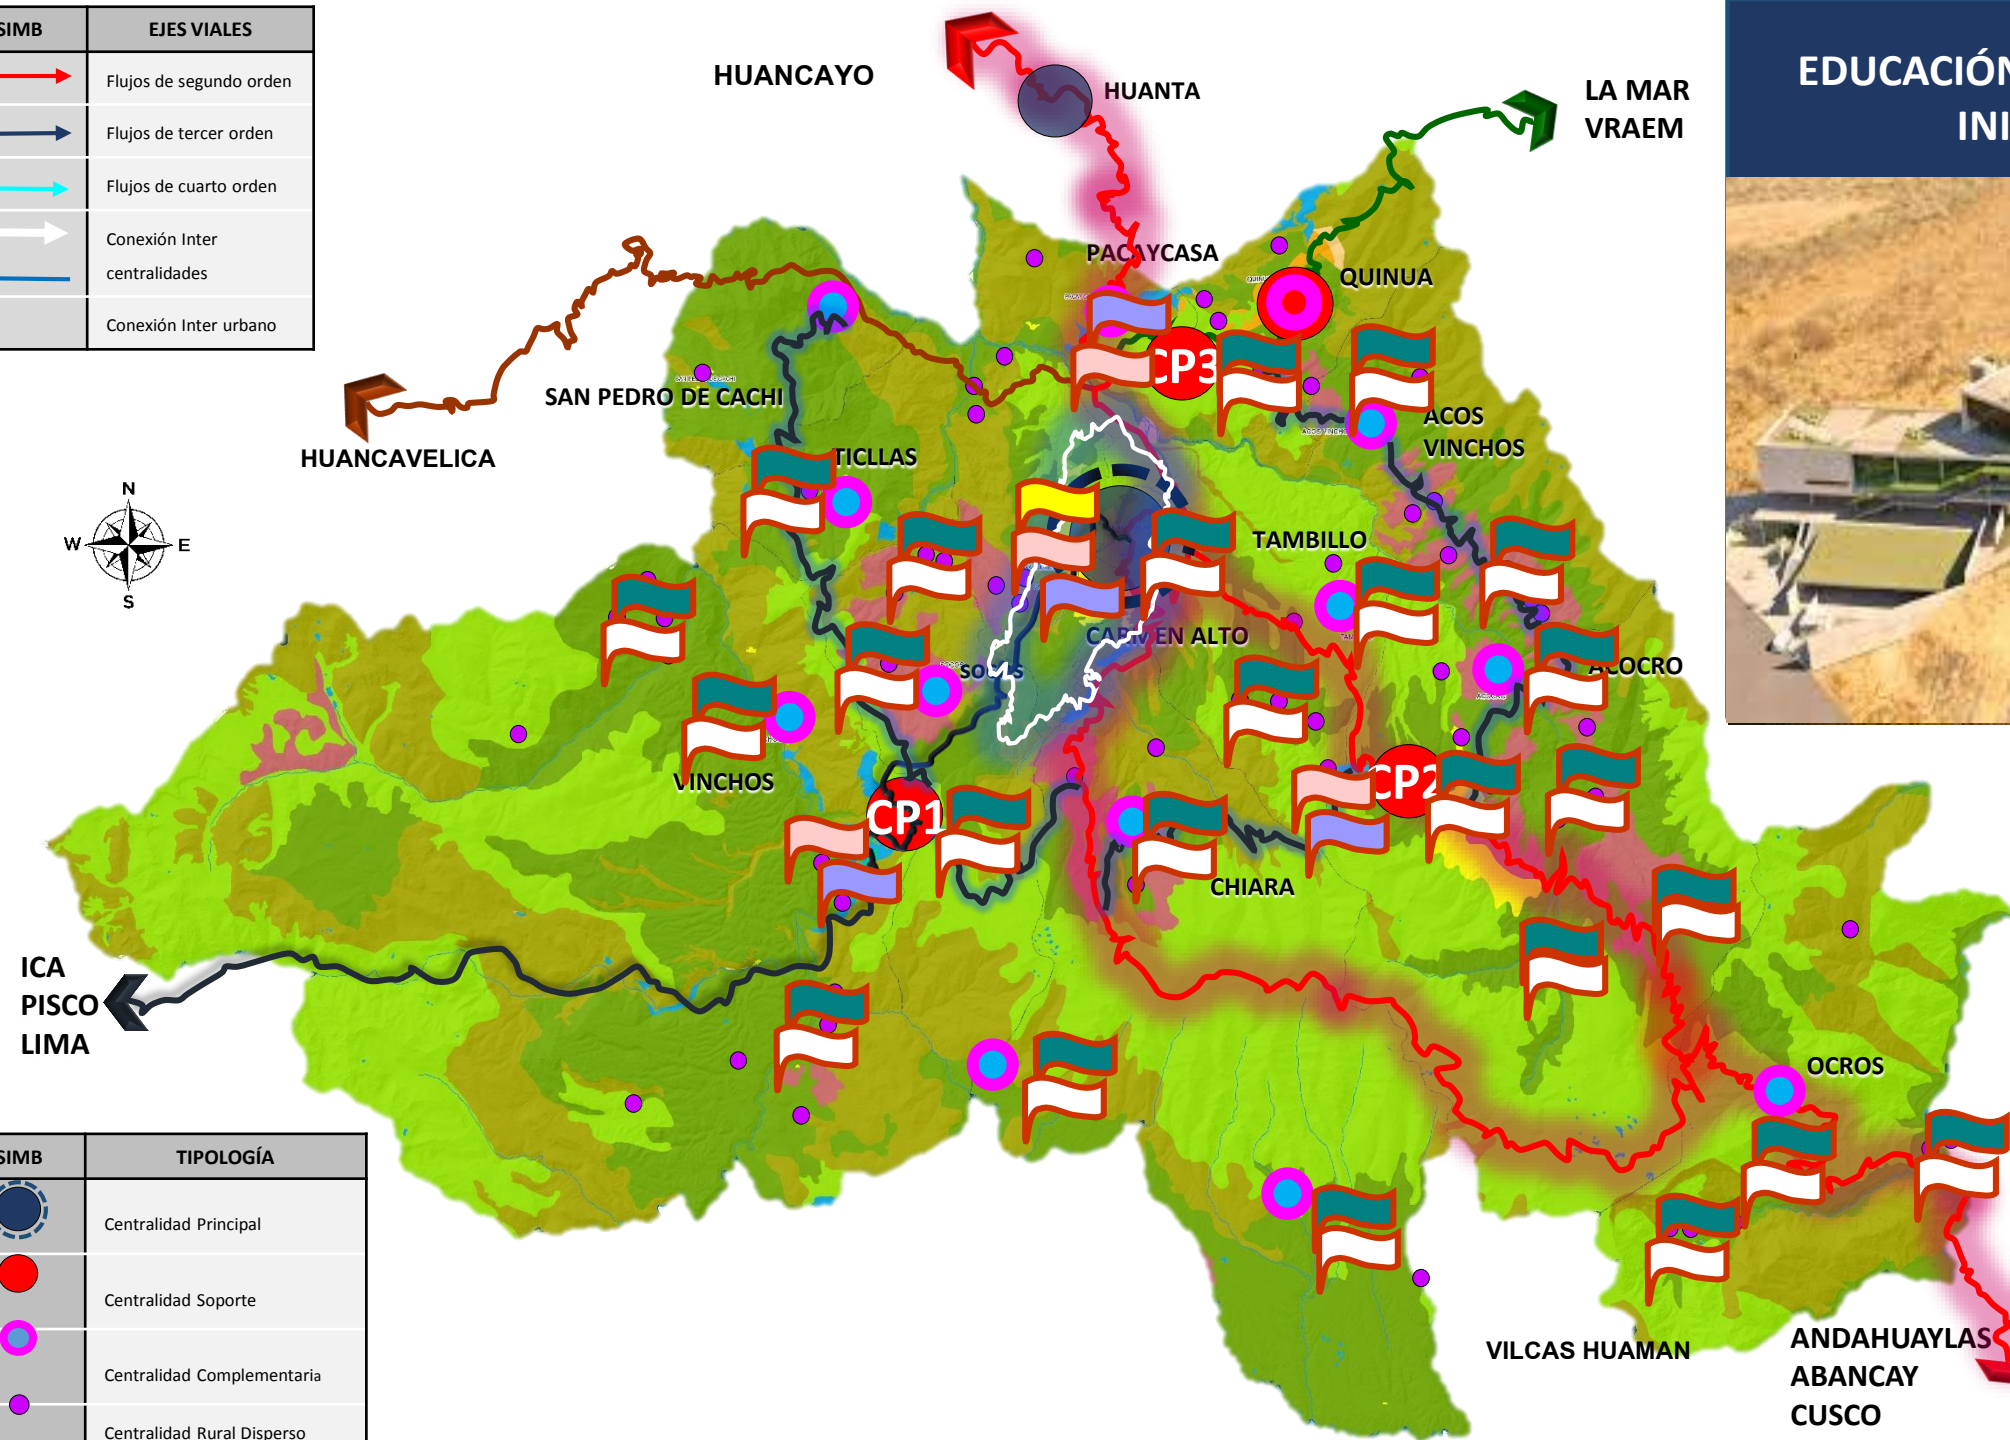 SIMB EJES VIALES
Flujos de segundo orden
Flujos de tercer orden
Flujos de cuarto orden
Conexión Inter
centralidades
Conexión Inter urbano
HUANCAYO
HUANTA
LA MAR
VRAEM
EDUCACIÓN
INI
PACAYCASA
QUINUA
CP3
SAN PEDRO DE CACHI
ACOS
VINCHOS
HUANCAVELICA
TICLLAS
N
W E
S
TAMBILLO
CARMEN ALTO
SOCOS
ACOCRO
VINCHOS
CP2
CP1
CHIARA
ICA
PISCO
LIMA
OCROS
SIMB TIPOLOGÍA
Centralidad Principal
Centralidad Soporte
Centralidad Complementaria
Centralidad Rural Disperso
VILCAS HUAMAN
ANDAHUAYLAS
ABANCAY
CUSCO